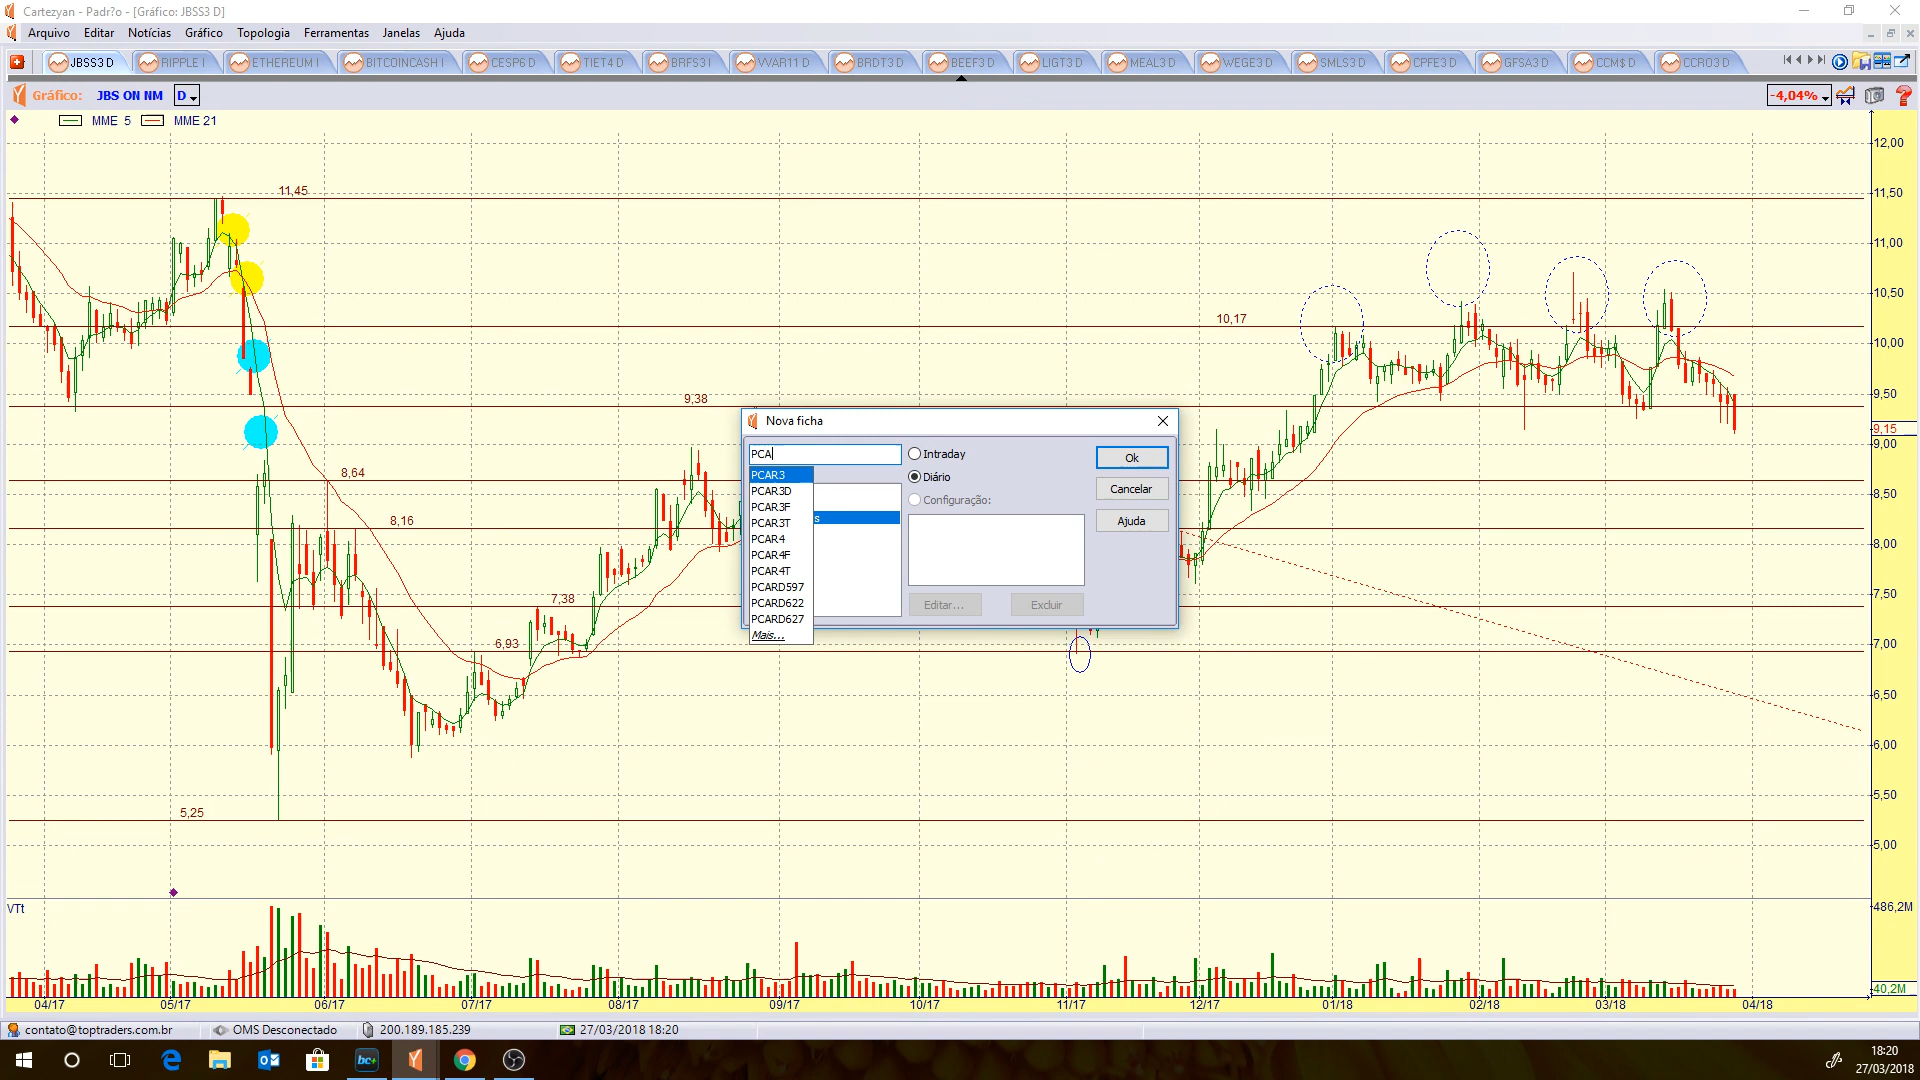 Cartezyan - Padr?o - [Gráfico: JBSS3 D]
Arquivo Editar Notícias Gráfico Topologia Ferramentas Janelas Ajuda
JBSS3 D RIPPLE I ETHEREUM I BITCOINCASH I CESP6 D TIET4 D BRFS3 I VVAR11 D BRDT3 D BEEF3 D LIGT3 D MEAL3 D WEGE3 D SMLS3 D CPFE3 D GFSA3 D CCM$ D CCRO3 D
Gráfico: JBS ON NM D -4,04%
MME 5 MME 21
12,00
11,45
11,50
11,00
10,50
10,17
10,00
9,38
9,50
9,15
9,00
8,64
8,50
8,16
8,00
7,38
7,50
6,93
7,00
6,50
6,00
5,50
5,25
5,00
Nova ficha
PCA
Intraday
Ok
PCAR3
Diário
PCAR3D
Cancelar
PCAR3F
Configuração:
PCAR3T
s
Ajuda
PCAR4
PCAR4F
PCAR4T
PCARD597
PCARD622
Editar...
Excluir
PCARD627
Mais...
VTt
486,2M
40,2M
04/17 05/17 06/17 07/17 08/17 09/17 10/17 11/17 12/17 01/18 02/18 03/18 04/18
contato@toptraders.com.br OMS Desconectado 200.189.185.239 27/03/2018 18:20
bc+
18:20
27/03/2018